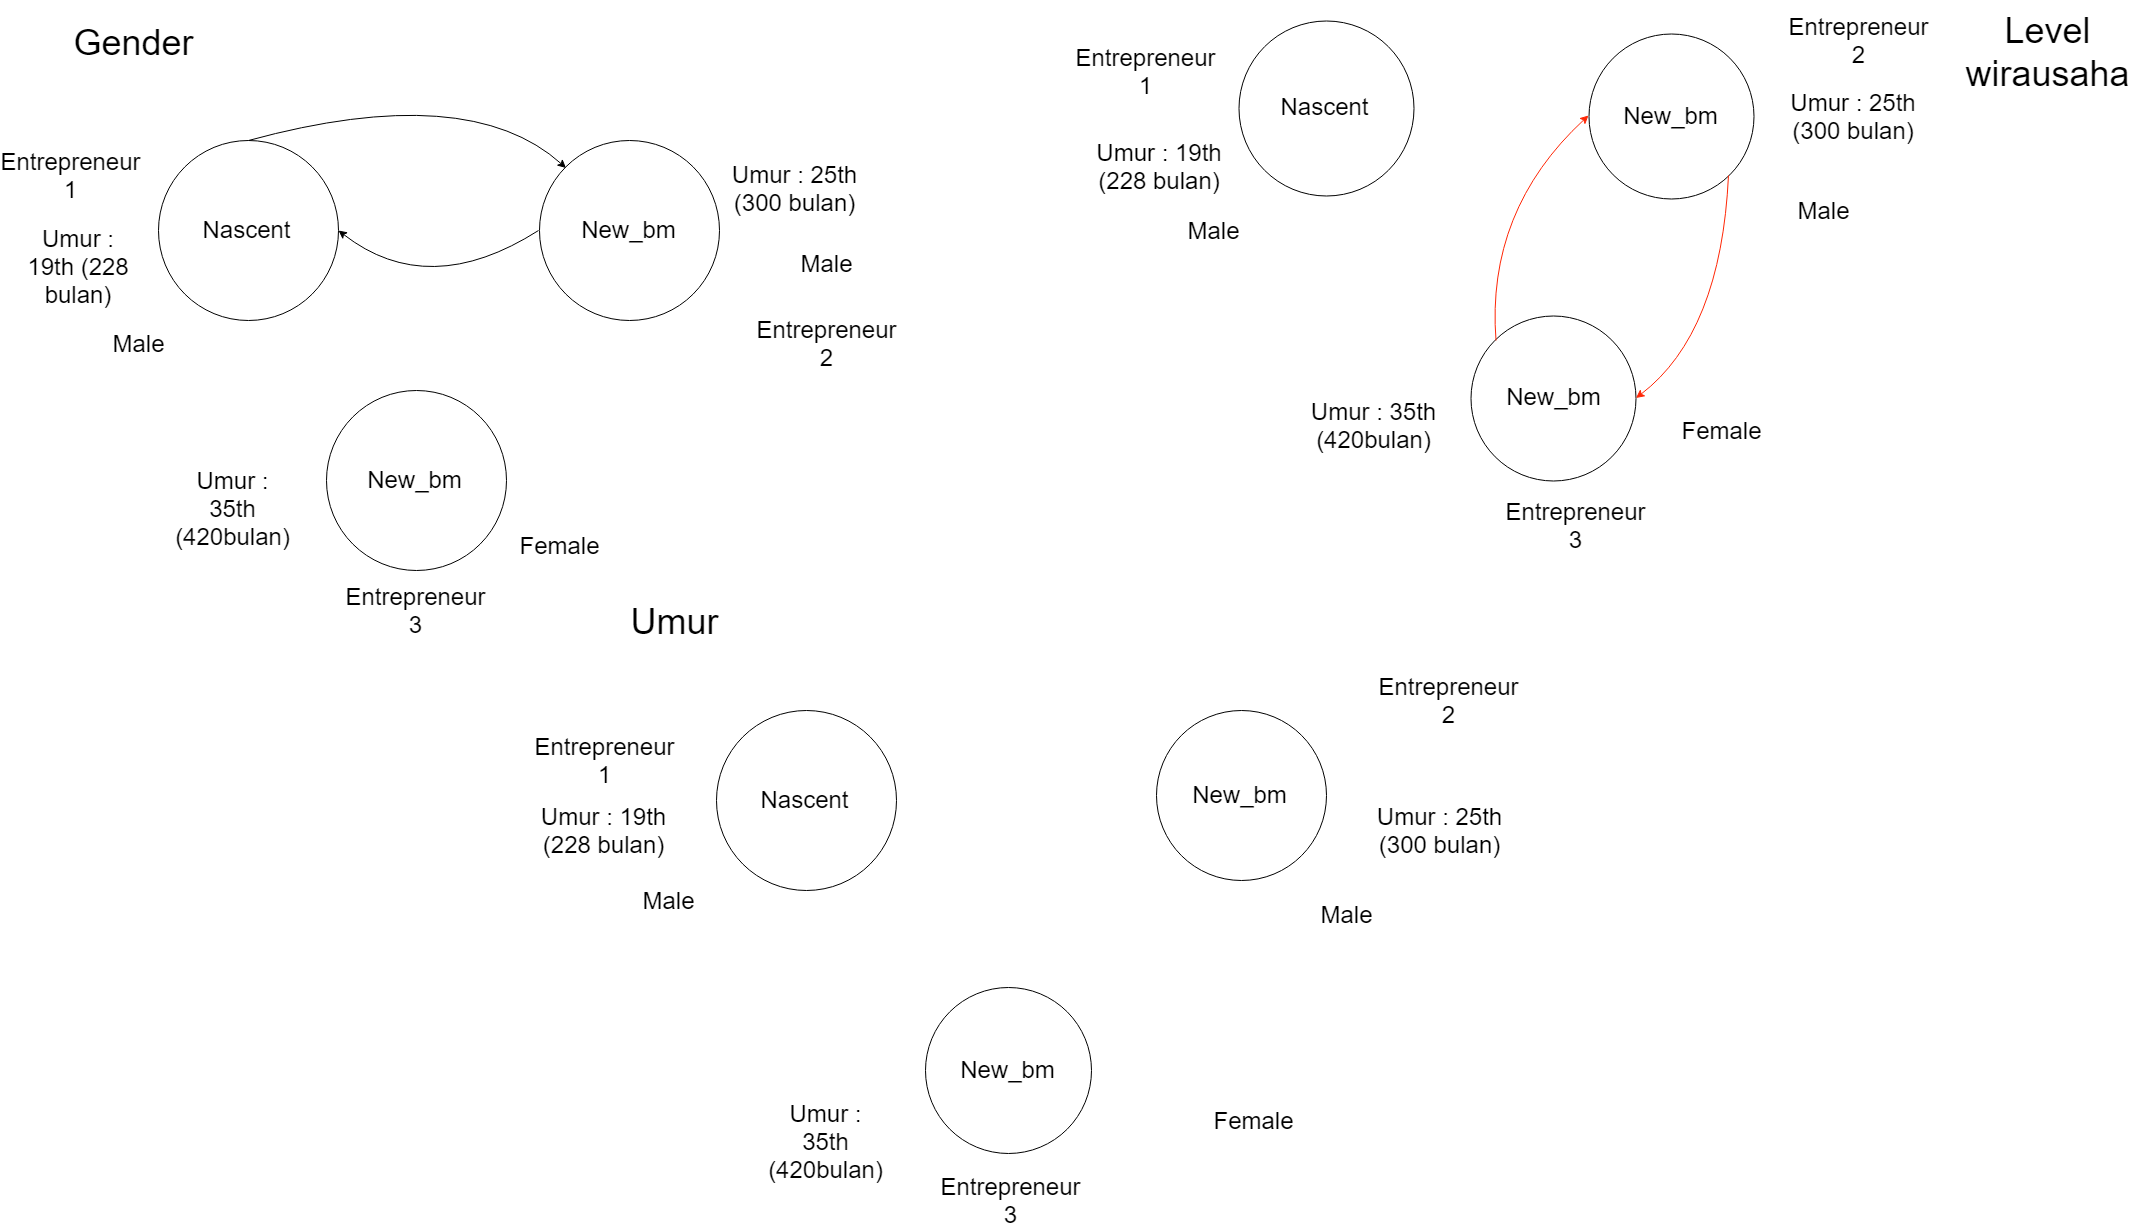 Gender
Entrepreneur
1
Umur :
19th (228
bulan)
Male
Nascent
New_bm
Umur : 25th
(300 bulan)
Male
Entrepreneur
2
Umur :
35th
(420bulan)
New_bm
Female
Entrepreneur
3
Level
wirausaha
Entrepreneur
1
Umur : 19th
(228 bulan)
Male
Nascent
New_bm
Entrepreneur
2
Umur : 25th
(300 bulan)
Male
Umur : 35th
(420bulan)
New_bm
Female
Entrepreneur
3
Umur
Entrepreneur
1
Umur : 19th
(228 bulan)
Male
Nascent
New_bm
Entrepreneur
2
Umur : 25th
(300 bulan)
Male
Umur :
35th
(420bulan)
New_bm
Female
Entrepreneur
3